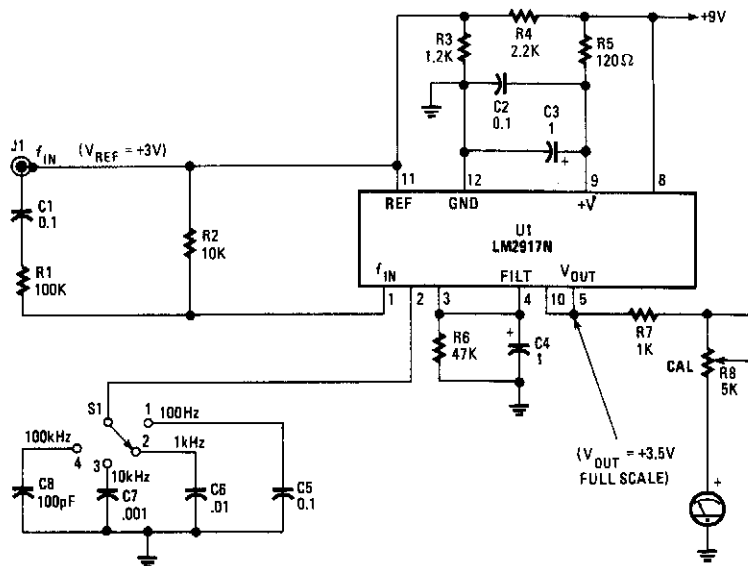 +9V
R3
1.2K
R4
2.2K
R5
120Ω
C2
0.1
C3
1
+
J1
fIN
(VREF = +3V)
C1
0.1
R1
100K
R2
10K
11
12
9
8
REF
GND
+V
U1
LM2917N
fIN
FILT
VOUT
1
2
3
4
10
5
R6
47K
+
C4
1
R7
1K
CAL
R8
5K
S1
1
100Hz
2
1kHz
100kHz
4
3
10kHz
C8
100pF
C7
.001
C6
.01
C5
0.1
(VOUT = +3.5V
FULL SCALE)
+